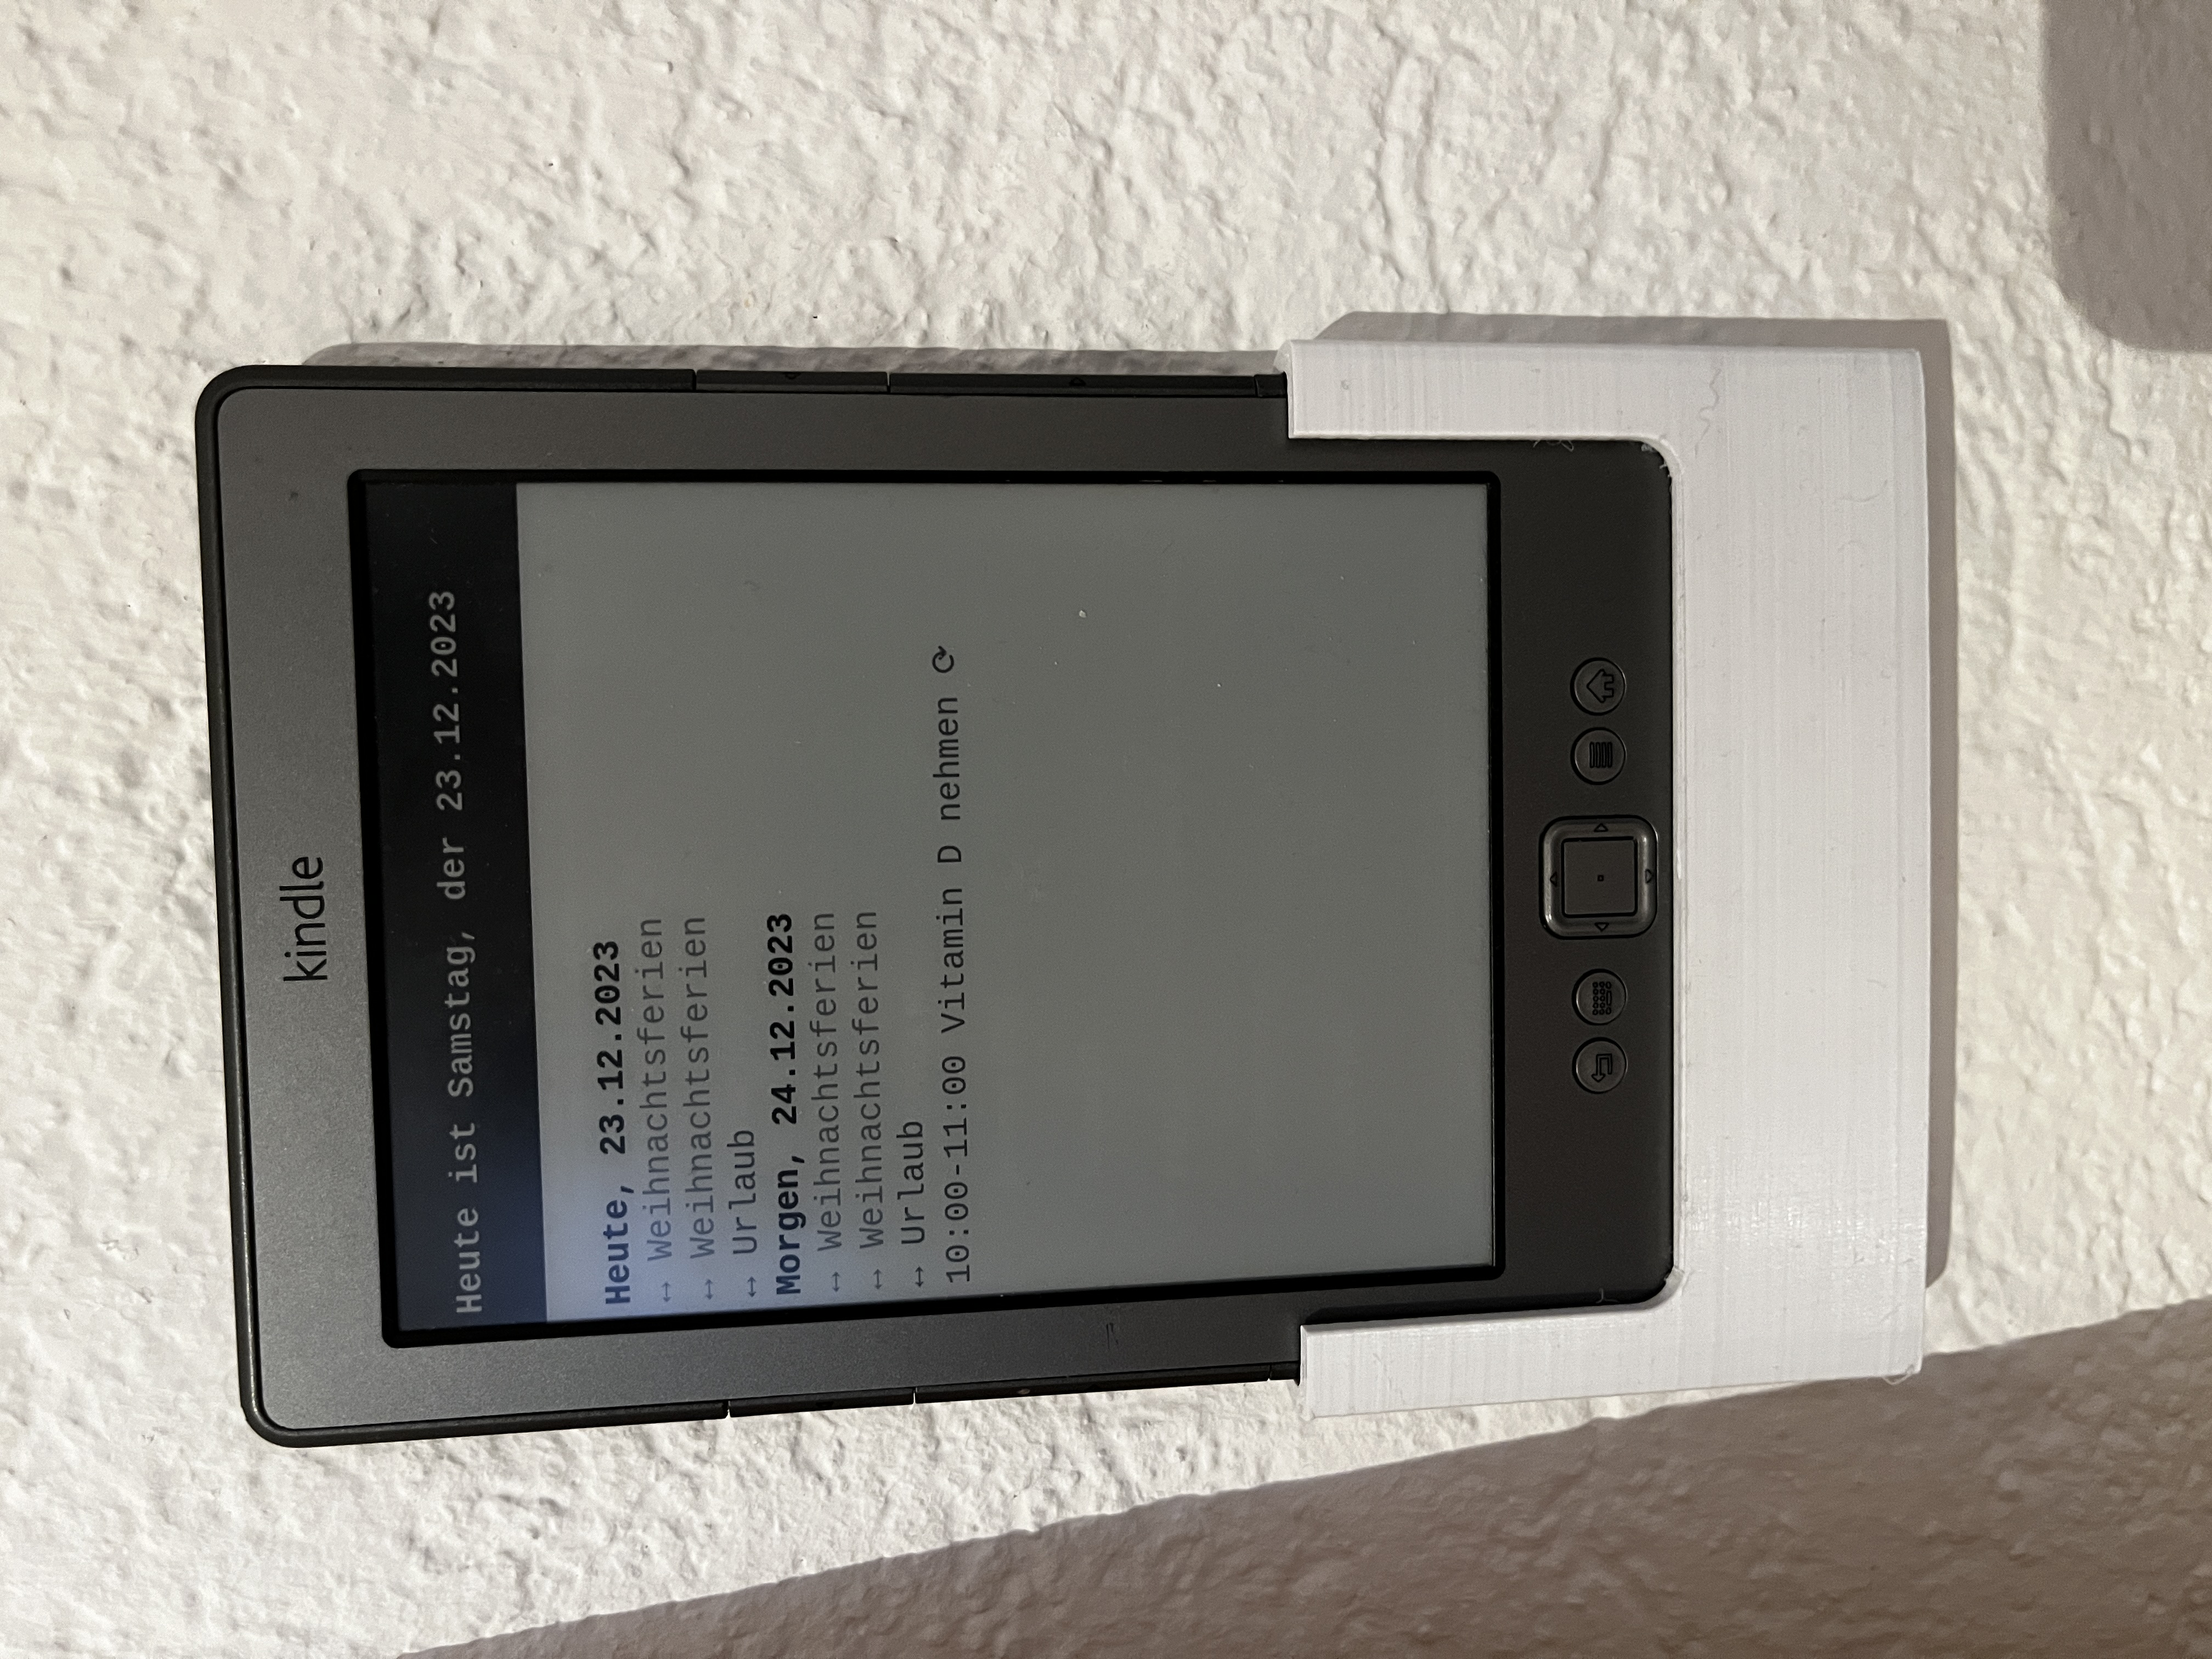 kindle
Heute ist Samstag, der 23.12.2023
Heute, 23.12.2023
↔ Weihnachtsferien
↔ Weihnachtsferien
↔ Urlaub
Morgen, 24.12.2023
↔ Weihnachtsferien
↔ Weihnachtsferien
↔ Urlaub
10:00-11:00 Vitamin D nehmen ⟳